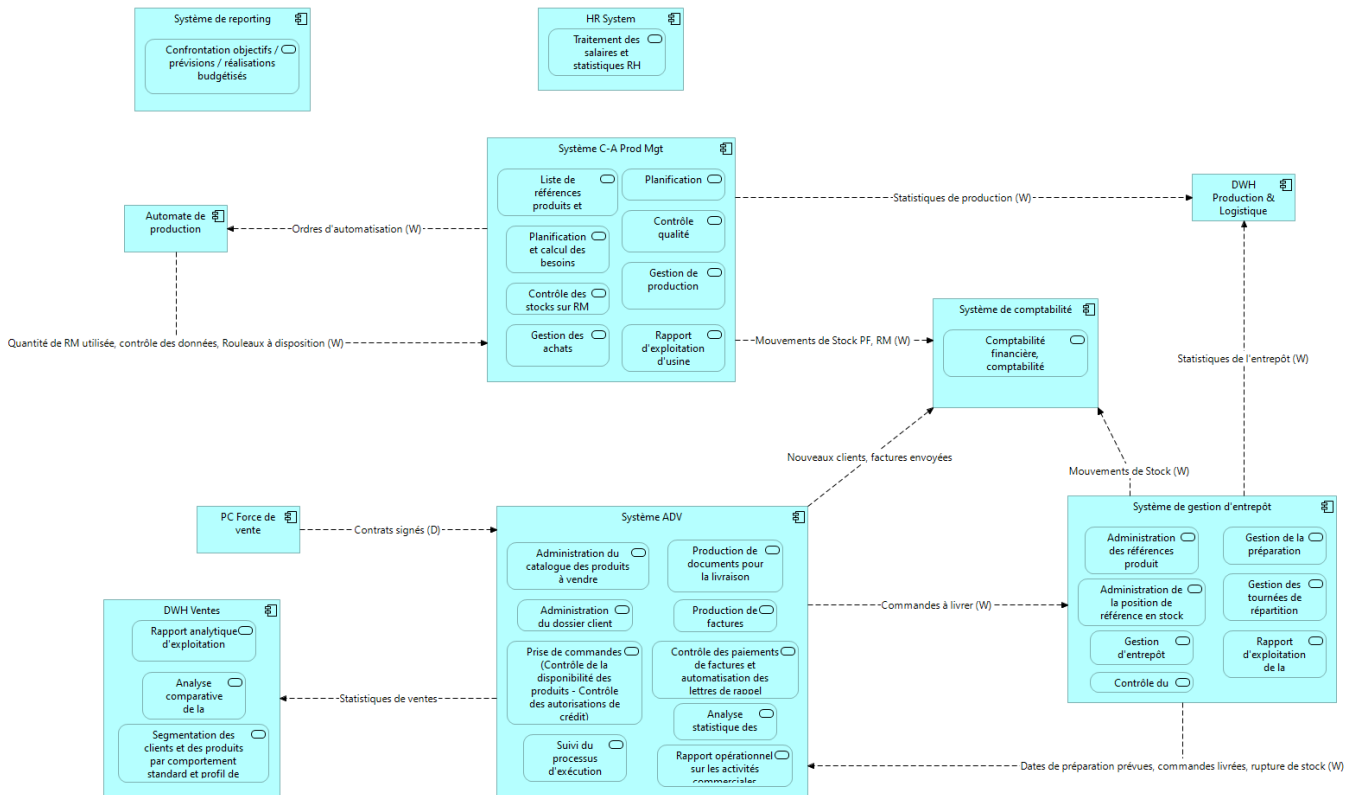 Système de reporting
Confrontation objectifs /
prévisions / réalisations
budgétisés
HR System
Traitement des
salaires et
statistiques RH
Système C-A Prod Mgt
Liste de
références
produits et
Planification
Contrôle
qualité
Planification
et calcul des
besoins
Gestion de
production
Contrôle des
stocks sur RM
Gestion des
achats
Rapport
d'exploitation
d'usine
Statistiques de production (W)
DWH
Production &
Logistique
Automate de
production
Ordres d'automatisation (W)
Quantité de RM utilisée, contrôle des données, Rouleaux à disposition (W)
Mouvements de Stock PF, RM (W)
Système de comptabilité
Comptabilité
financière,
comptabilité
Statistiques de l'entrepôt (W)
Nouveaux clients, factures envoyées
Mouvements de Stock (W)
PC Force de
vente
Contrats signés (D)
Système ADV
Administration du
catalogue des produits
à vendre
Production de
documents pour
la livraison
Administration
du dossier client
Production de
factures
Prise de commandes
(Contrôle de la
disponibilité des
produits - Contrôle
des autorisations de
crédit)
Contrôle des paiements
de factures et
automatisation des
lettres de rappel
Analyse
statistique des
Suivi du
processus
d'exécution
Rapport opérationnel
sur les activités
commerciales
Commandes à livrer (W)
Système de gestion d'entrepôt
Administration
des références
produit
Gestion de la
préparation
Administration de
la position de
référence en stock
Gestion des
tournées de
répartition
Gestion
d'entrepôt
Rapport
d'exploitation
de la
Contrôle du
DWH Ventes
Rapport analytique
d'exploitation
Analyse
comparative
de la
Segmentation des
clients et des produits
par comportement
standard et profil de
Statistiques de ventes
Dates de préparation prévues, commandes livrées, rupture de stock (W)